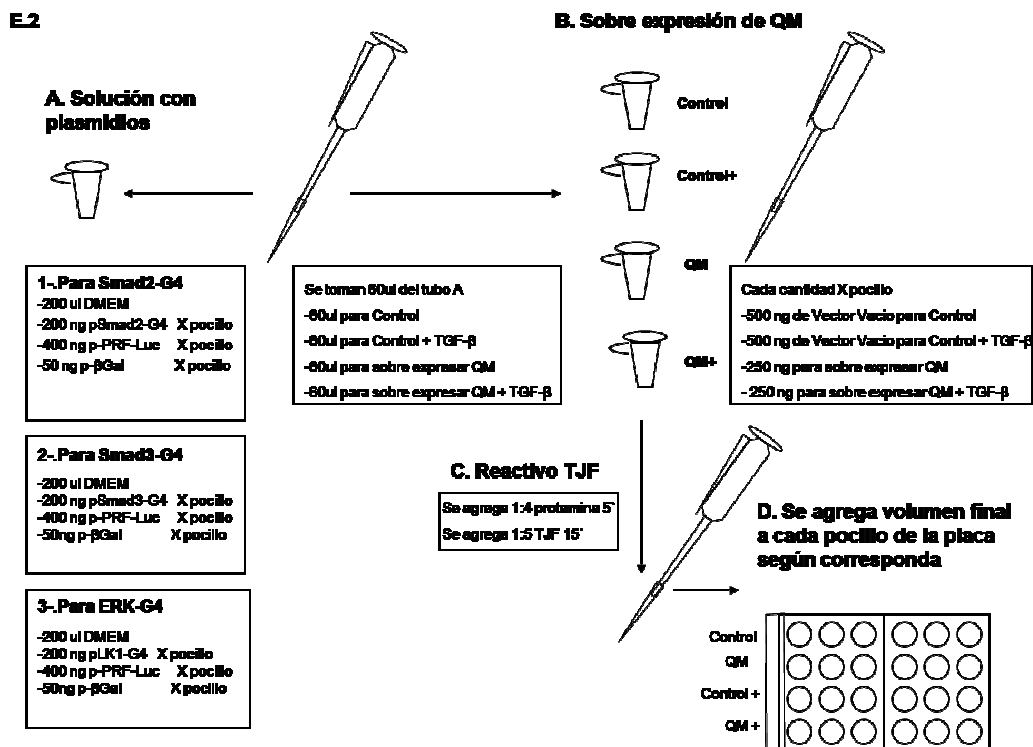 E.2
B. Sobre expresión de QM
A. Solución con
plasmidios
Control
Control+
QM
QM+
1-.Para Smad2-G4
-200 ul DMEM
-200 ng pSmad2-G4 X pocillo
-400 ng p-PRF-Luc X pocillo
-50 ng p-βGal X pocillo
Se toman 60ul del tubo A
-60ul para Control
-60ul para Control + TGF-β
-60ul para sobre expresar QM
-60ul para sobre expresar QM + TGF-β
Cada cantidad X pocillo
-500 ng de Vector Vacio para Control
-500 ng de Vector Vacio para Control + TGF-β
-250 ng para sobre expresar QM
- 250 ng para sobre expresar QM + TGF-β
2-.Para Smad3-G4
-200 ul DMEM
-200 ng pSmad3-G4 X pocillo
-400 ng p-PRF-Luc X pocillo
-50ng p-βGal X pocillo
C. Reactivo TJF
Se agrega 1:4 protamina 5´
Se agrega 1:5 TJF 15´
D. Se agrega volumen final
a cada pocillo de la placa
según corresponda
3-.Para ERK-G4
-200 ul DMEM
-200 ng pLK1-G4 X pocillo
-400 ng p-PRF-Luc X pocillo
-50ng p-βGal X pocillo
Control
QM
Control +
QM +